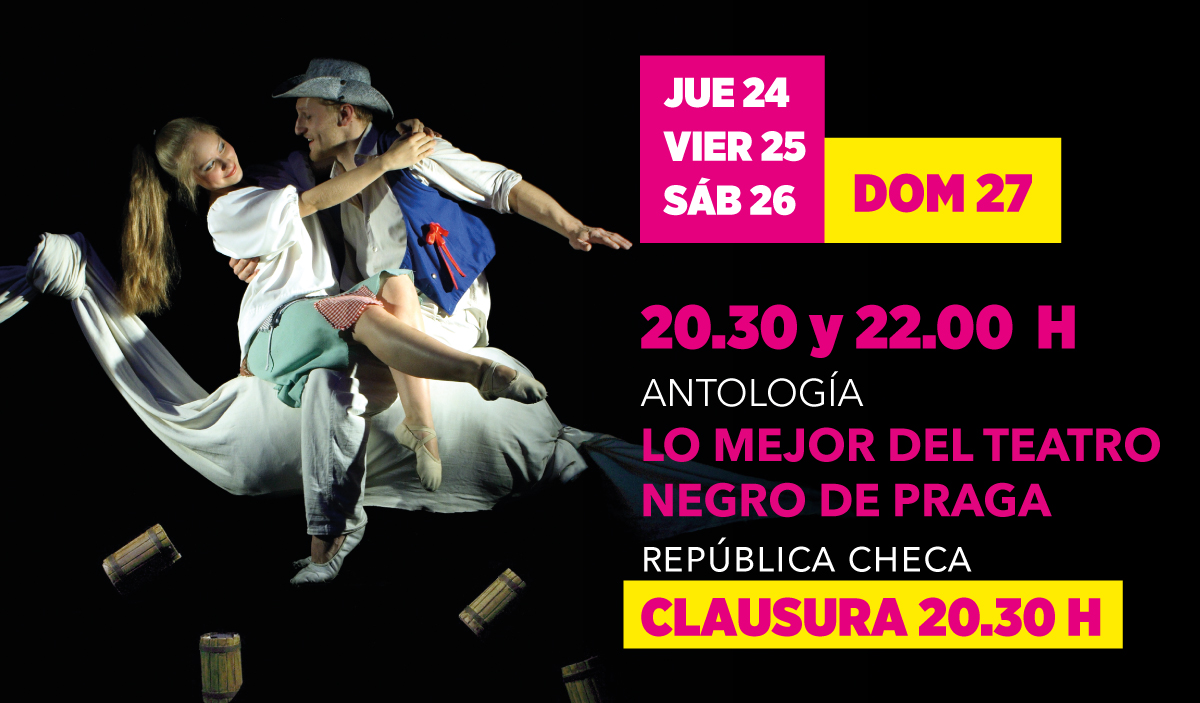 JUE 24
VIER 25
SÁB 26
DOM 27
20.30 y 22.00 H
ANTOLOGÍA
LO MEJOR DEL TEATRO
NEGRO DE PRAGA
REPÚBLICA CHECA
CLAUSURA 20.30 H